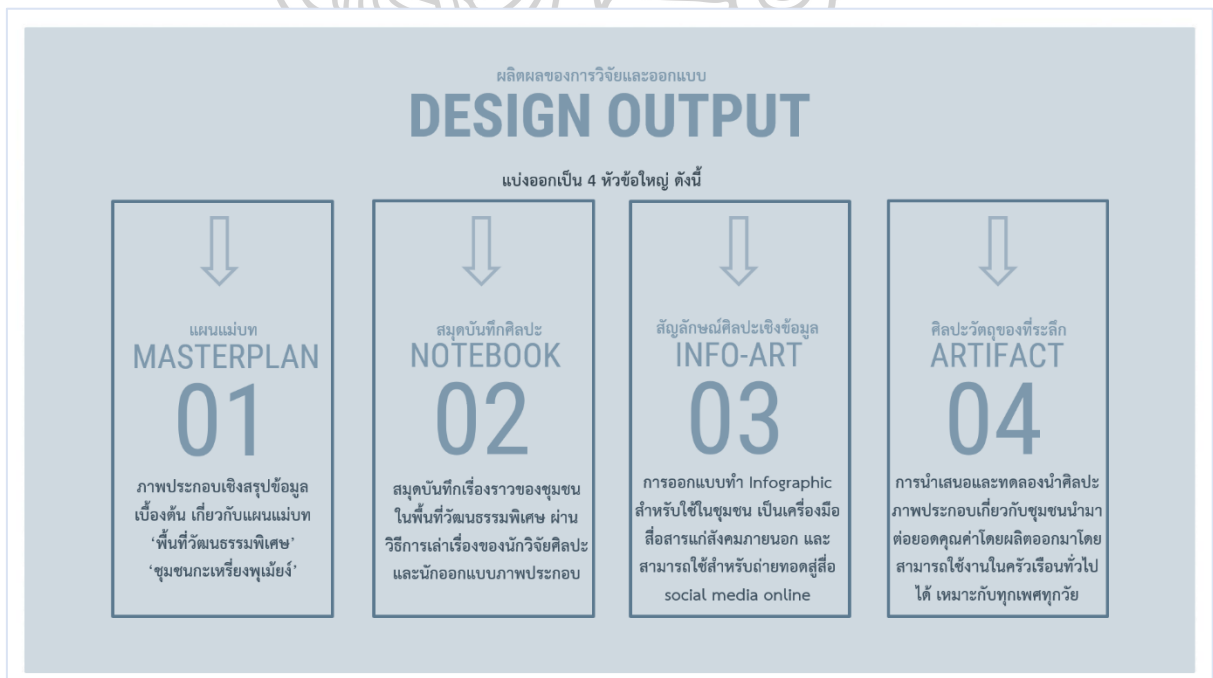 ผลิตผลของการวิจัยและออกแบบ
DESIGN OUTPUT
แบ่งออกเป็น 4 หัวข้อใหญ่ ดังนี้
แผนแม่บท
MASTERPLAN
01
ภาพประกอบเชิงสรุปข้อมูล
เบื้องต้น เกี่ยวกับแผนแม่บท
‘พื้นที่วัฒนธรรมพิเศษ’
‘ชุมชนกะเหรี่ยงพุเม้ยง์’
สมุดบันทึกศิลปะ
NOTEBOOK
02
สมุดบันทึกเรื่องราวของชุมชน
ในพื้นที่วัฒนธรรมพิเศษ ผ่าน
วิธีการเล่าเรื่องของนักวิจัยศิลปะ
และนักออกแบบภาพประกอบ
สัญลักษณ์ศิลปะเชิงข้อมูล
INFO-ART
03
การออกแบบทำ Infographic
สำหรับใช้ในชุมชน เป็นเครื่องมือ
สื่อสารแก่สังคมภายนอก และ
สามารถใช้สำหรับถ่ายทอดสู่สื่อ
social media online
ศิลปะวัตถุของที่ระลึก
ARTIFACT
04
การนำเสนอและทดลองนำศิลปะ
ภาพประกอบเกี่ยวกับชุมชนนำมา
ต่อยอดคุณค่าโดยผลิตออกมาโดย
สามารถใช้งานในครัวเรือนทั่วไป
ได้ เหมาะกับทุกเพศทุกวัย